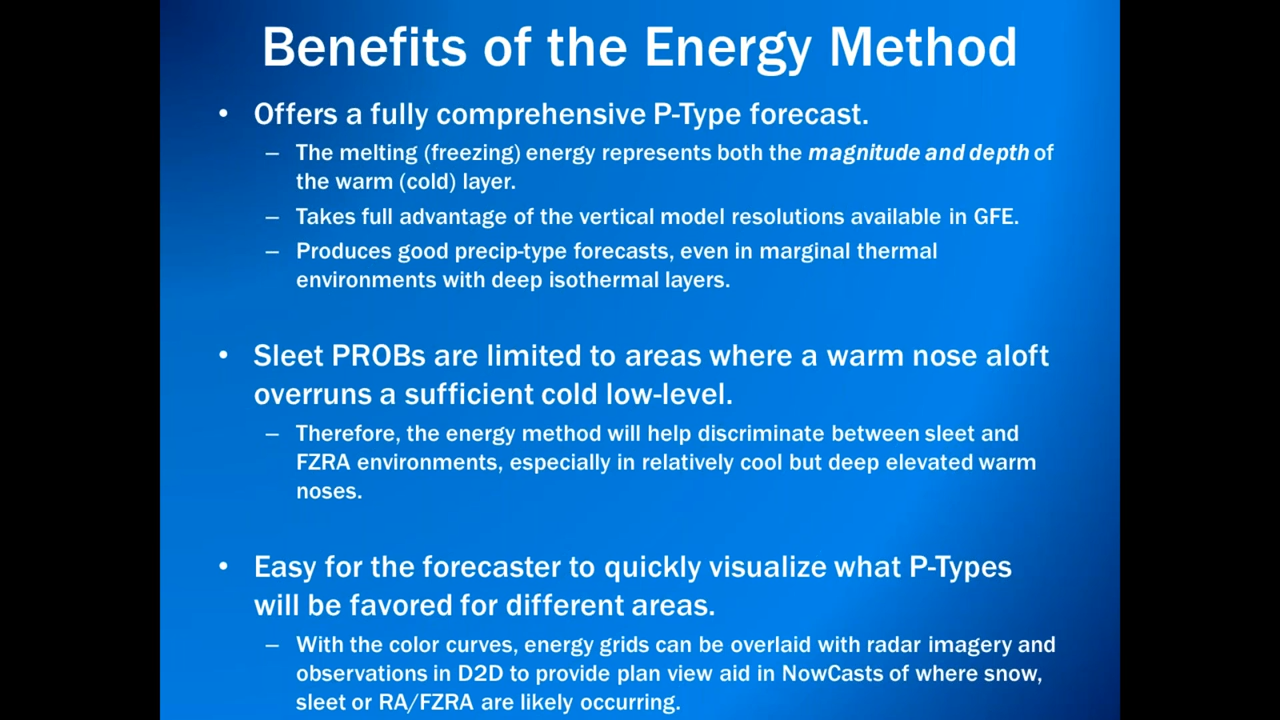 Benefits of the Energy Method
• Offers a fully comprehensive P-Type forecast.
– The melting (freezing) energy represents both the magnitude and depth of
the warm (cold) layer.
– Takes full advantage of the vertical model resolutions available in GFE.
– Produces good precip-type forecasts, even in marginal thermal
environments with deep isothermal layers.
• Sleet PROBs are limited to areas where a warm nose aloft
overruns a sufficient cold low-level.
– Therefore, the energy method will help discriminate between sleet and
FZRA environments, especially in relatively cool but deep elevated warm
noses.
• Easy for the forecaster to quickly visualize what P-Types
will be favored for different areas.
– With the color curves, energy grids can be overlaid with radar imagery and
observations in D2D to provide plan view aid in NowCasts of where snow,
sleet or RA/FZRA are likely occurring.